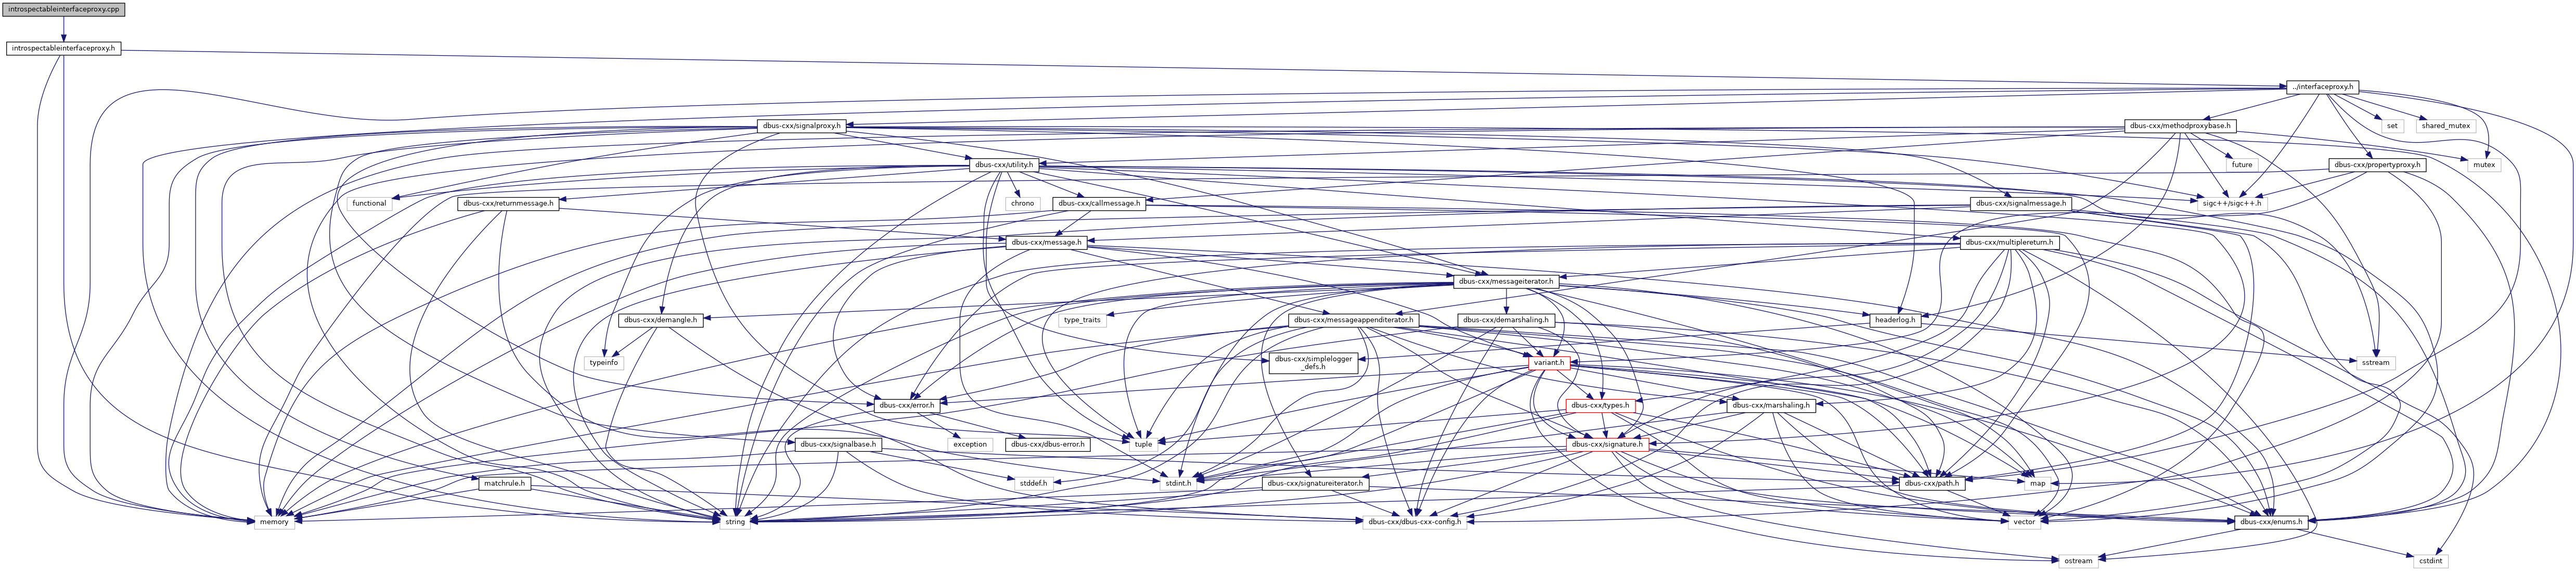 introspectableinterfaceproxy.cpp
introspectableinterfaceproxy.h
../interfaceproxy.h
dbus-cxx/signalproxy.h
dbus-cxx/methodproxybase.h
set
shared_mutex
dbus-cxx/utility.h
future
dbus-cxx/propertyproxy.h
mutex
functional
dbus-cxx/returnmessage.h
chrono
dbus-cxx/callmessage.h
dbus-cxx/signalmessage.h
sigc++/sigc++.h
dbus-cxx/message.h
dbus-cxx/multiplereturn.h
dbus-cxx/messageiterator.h
dbus-cxx/demangle.h
type_traits
dbus-cxx/messageappenditerator.h
dbus-cxx/demarshaling.h
headerlog.h
typeinfo
dbus-cxx/simplelogger
_defs.h
variant.h
sstream
dbus-cxx/error.h
dbus-cxx/types.h
dbus-cxx/marshaling.h
dbus-cxx/signalbase.h
exception
dbus-cxx/dbus-error.h
tuple
dbus-cxx/signature.h
matchrule.h
stddef.h
stdint.h
dbus-cxx/signatureiterator.h
dbus-cxx/path.h
map
memory
string
dbus-cxx/dbus-cxx-config.h
vector
dbus-cxx/enums.h
ostream
cstdint